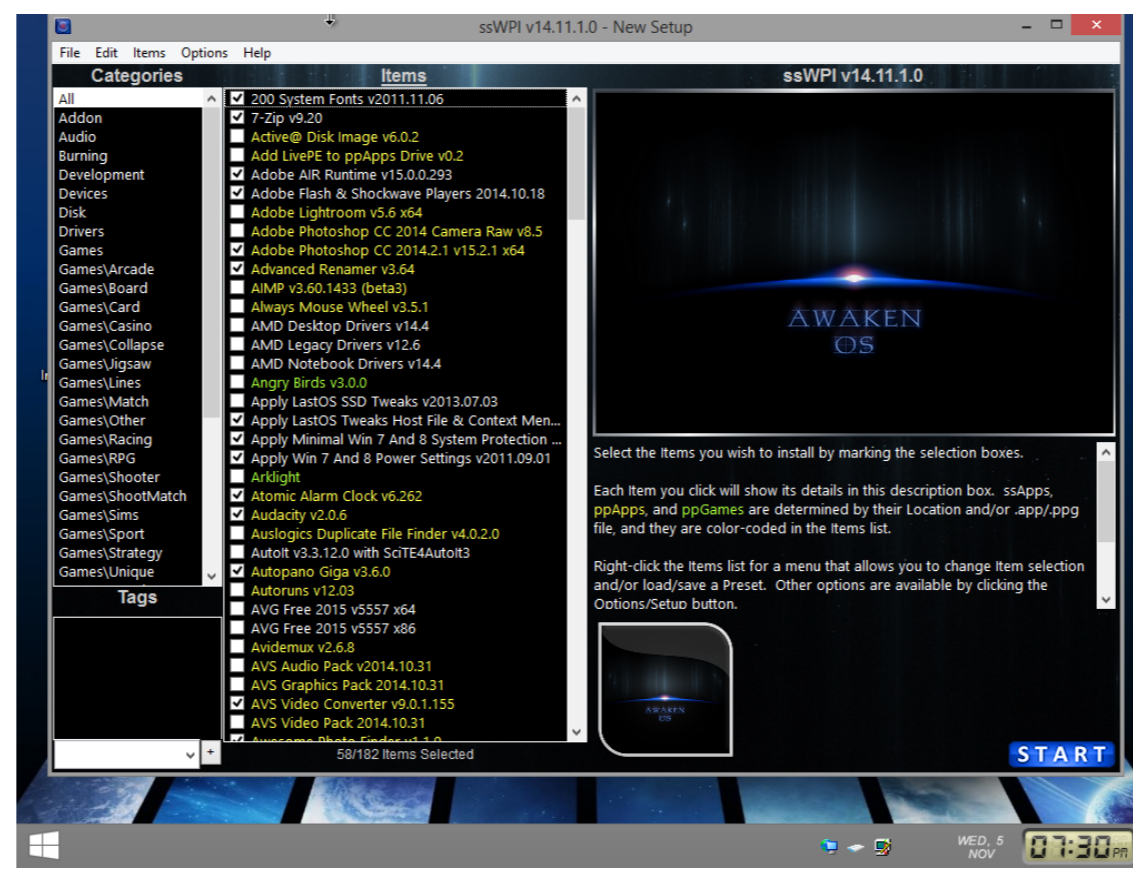 ssWPI v14.11.1.0 - New Setup
File Edit Items Options Help
Categories
All
Addon
Audio
Burning
Development
Devices
Disk
Drivers
Games
Games\Arcade
Games\Board
Games\Card
Games\Casino
Games\Collapse
Games\Jigsaw
Games\Lines
Games\Match
Games\Other
Games\Racing
Games\RPG
Games\Shooter
Games\ShootMatch
Games\Sims
Games\Sport
Games\Strategy
Games\Unique
Tags
+
Items
200 System Fonts v2011.11.06
7-Zip v9.20
Active@ Disk Image v6.0.2
Add LivePE to ppApps Drive v0.2
Adobe AIR Runtime v15.0.0.293
Adobe Flash & Shockwave Players 2014.10.18
Adobe Lightroom v5.6 x64
Adobe Photoshop CC 2014 Camera Raw v8.5
Adobe Photoshop CC 2014.2.1 v15.2.1 x64
Advanced Renamer v3.64
AIMP v3.60.1433 (beta3)
Always Mouse Wheel v3.5.1
AMD Desktop Drivers v14.4
AMD Legacy Drivers v12.6
AMD Notebook Drivers v14.4
Angry Birds v3.0.0
Apply LastOS SSD Tweaks v2013.07.03
Apply LastOS Tweaks Host File & Context Men...
Apply Minimal Win 7 And 8 System Protection ...
Apply Win 7 And 8 Power Settings v2011.09.01
Arklight
Atomic Alarm Clock v6.262
Audacity v2.0.6
Auslogics Duplicate File Finder v4.0.2.0
AutoIt v3.3.12.0 with SciTE4AutoIt3
Autopano Giga v3.6.0
Autoruns v12.03
AVG Free 2015 v5557 x64
AVG Free 2015 v5557 x86
Avidemux v2.6.8
AVS Audio Pack v2014.10.31
AVS Graphics Pack 2014.10.31
AVS Video Converter v9.0.1.155
AVS Video Pack 2014.10.31
Awesome Photo Finder v1.1.0
58/182 Items Selected
ssWPI v14.11.1.0
AWAKEN
OS
Select the Items you wish to install by marking the selection boxes.
Each Item you click will show its details in this description box. ssApps,
ppApps, and ppGames are determined by their Location and/or .app/.ppg
file, and they are color-coded in the Items list.
Right-click the Items list for a menu that allows you to change Item selection
and/or load/save a Preset. Other options are available by clicking the
Options/Setup button.
AWAKEN
OS
START
WED, 5
NOV
07:30 PM